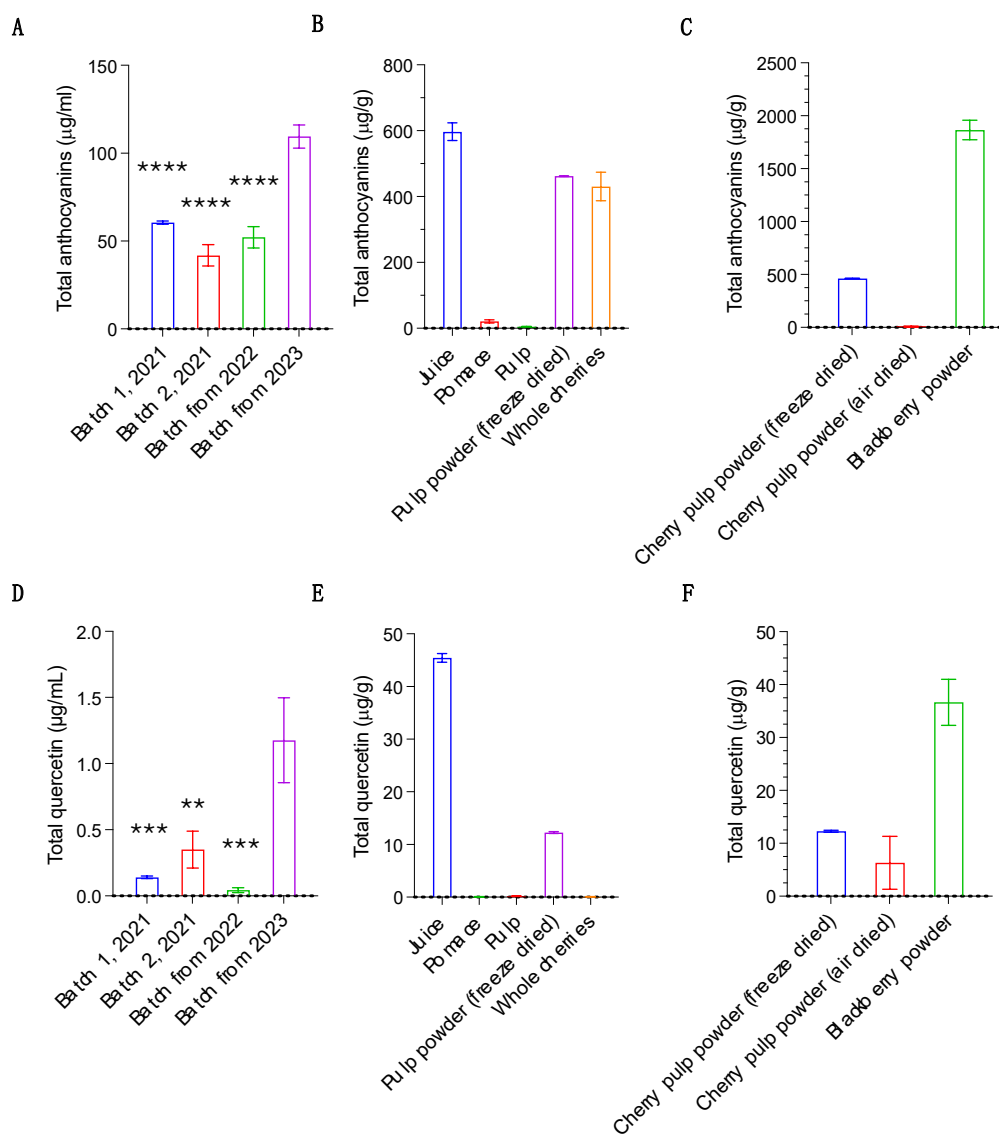 A
Total anthocyanins (μg/ml)
150
100
50
0
****
****
****
Batch 1, 2021
Batch 2, 2021
Batch from 2022
Batch from 2023
B
Total anthocyanins (μg/g)
800
600
400
200
0
Juice
Pomace
Pulp
Pulp powder (freeze dried)
Whole cherries
C
Total anthocyanins (μg/g)
2500
2000
1500
1000
500
0
Cherry pulp powder (freeze dried)
Cherry pulp powder (air dried)
Blackberry powder
D
Total quercetin (μg/mL)
2.0
1.5
1.0
0.5
0.0
***
**
***
Batch 1, 2021
Batch 2, 2021
Batch from 2022
Batch from 2023
E
Total quercetin (μg/g)
50
40
30
20
10
0
Juice
Pomace
Pulp
Pulp powder (freeze dried)
Whole cherries
F
Total quercetin (μg/g)
50
40
30
20
10
0
Cherry pulp powder (freeze dried)
Cherry pulp powder (air dried)
Blackberry powder